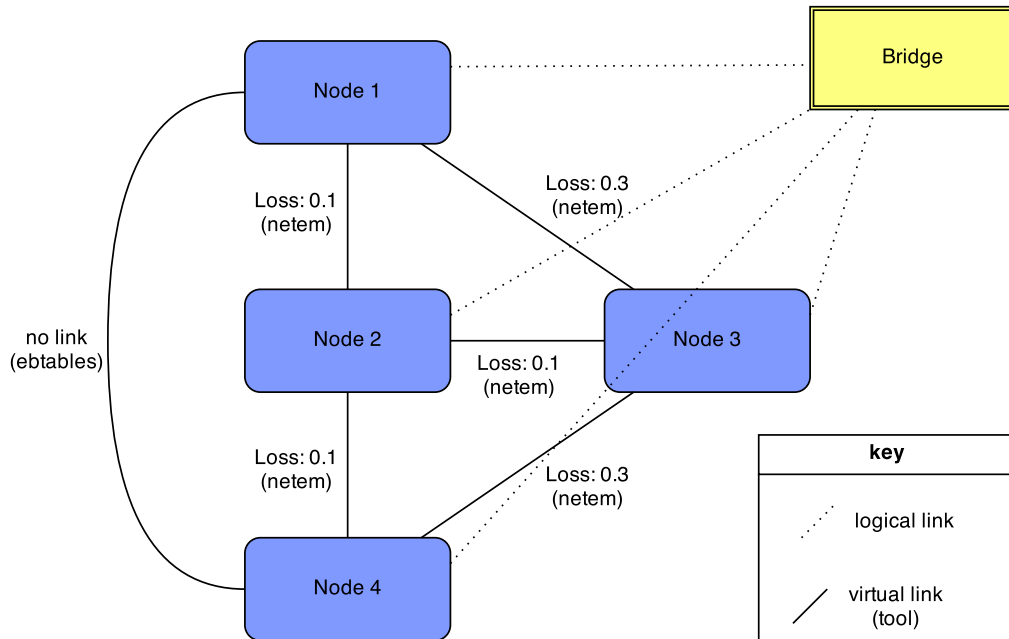 Bridge
Node 1
Loss: 0.3
(netem)
Loss: 0.1
(netem)
no link
(ebtables)
Node 2
Node 3
Loss: 0.1
(netem)
Loss: 0.1
(netem)
Loss: 0.3
(netem)
Node 4
key
logical link
virtual link
(tool)